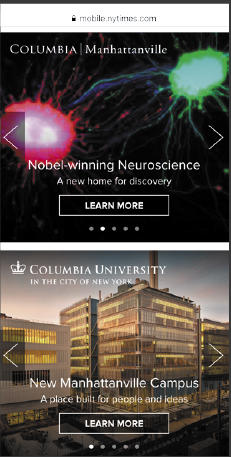 mobile.nytimes.com
COLUMBIA | Manhattanville
Nobel-winning Neuroscience
A new home for discovery
LEARN MORE
COLUMBIA UNIVERSITY
IN THE CITY OF NEW YORK
New Manhattanville Campus
A place built for people and ideas
LEARN MORE